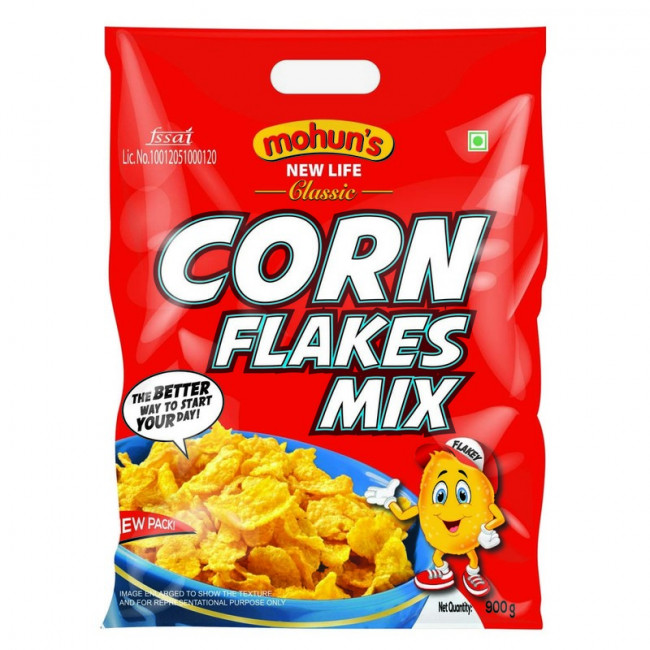 fssai
Lic.No.10012051000120
mohun's
NEW LIFE
Classic
CORN
FLAKES
MIX
THE BETTER
WAY TO START
YOUR DAY!
FLAKEY
EW PACK!
IMAGE ENLARGED TO SHOW THE TEXTURE
AND FOR REPRESENTATIONAL PURPOSE ONLY
Net Quantity: 900 g